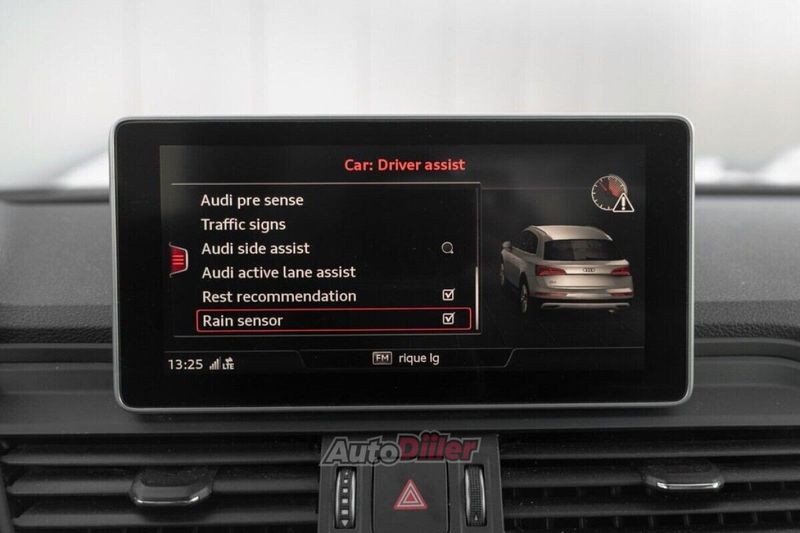 Car: Driver assist
Audi pre sense
Traffic signs
Audi side assist
Audi active lane assist
Rest recommendation
Rain sensor
13:25 LTE FM rique lg
AutoDiiler